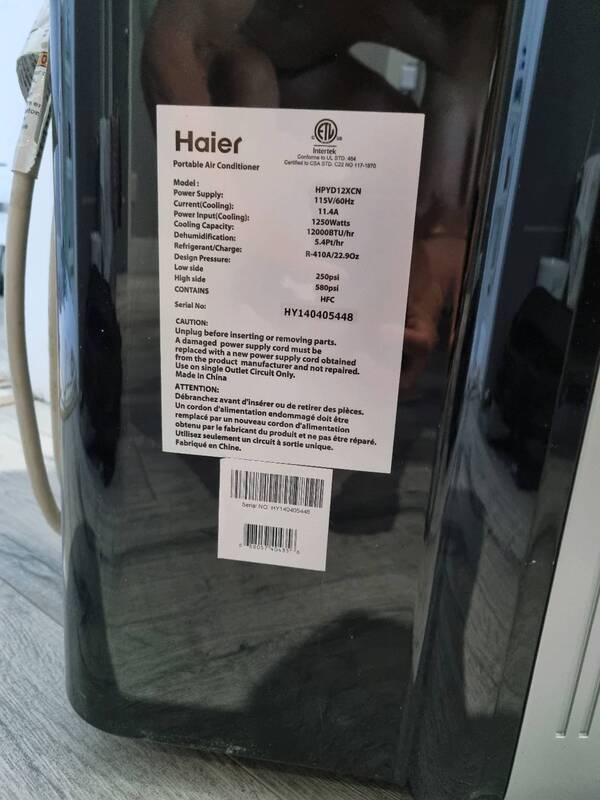 Haier
Portable Air Conditioner
ETL
C US
Intertek
Conforms to UL STD. 484
Certified to CSA STD. C22 NO 117-1970
Model : HPYD12XCN
Power Supply: 115V/60Hz
Current(Cooling): 11.4A
Power Input(Cooling): 1250Watts
Cooling Capacity: 12000BTU/hr
Dehumidification: 5.4Pt/hr
Refrigerant/Charge: R-410A/22.9Oz
Design Pressure:
Low side 250psi
High side 580psi
CONTAINS HFC
Serial No: HY140405448
CAUTION:
Unplug before inserting or removing parts.
A damaged power supply cord must be
replaced with a new power supply cord obtained
from the product manufacturer and not repaired.
Use on single Outlet Circuit Only.
Made In China
ATTENTION:
Débranchez avant d'insérer ou de retirer des pièces.
Un cordon d'alimentation endommagé doit être
remplacé par un nouveau cordon d'alimentation
obtenu par le fabricant du produit et ne pas être réparé.
Utilisez seulement un circuit à sortie unique.
Fabriqué en Chine.
Serial NO. HY140405448